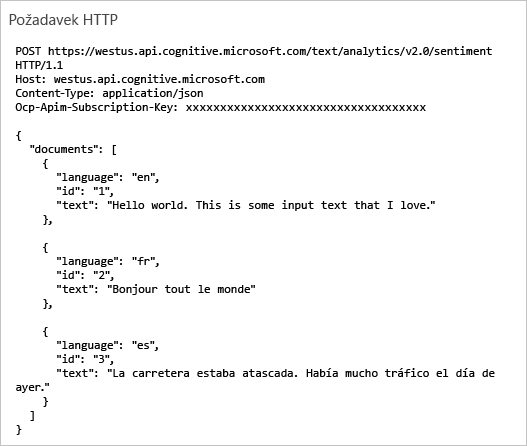 Požadavek HTTP
POST https://westus.api.cognitive.microsoft.com/text/analytics/v2.0/sentiment
HTTP/1.1
Host: westus.api.cognitive.microsoft.com
Content-Type: application/json
Ocp-Apim-Subscription-Key: xxxxxxxxxxxxxxxxxxxxxxxxxxxxxxxxxxx
{
"documents": [
{
"language": "en",
"id": "1",
"text": "Hello world. This is some input text that I love."
},
{
"language": "fr",
"id": "2",
"text": "Bonjour tout le monde"
},
{
"language": "es",
"id": "3",
"text": "La carretera estaba atascada. Había mucho tráfico el día de
ayer."
}
]
}